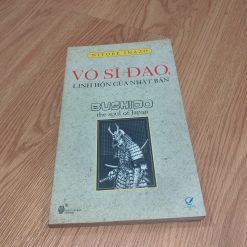 NITOBE INAZO
VÕ SĨ ĐẠO,
LINH HỒN CỦA NHẬT BẢN
BUSHIDO
the soul of Japan